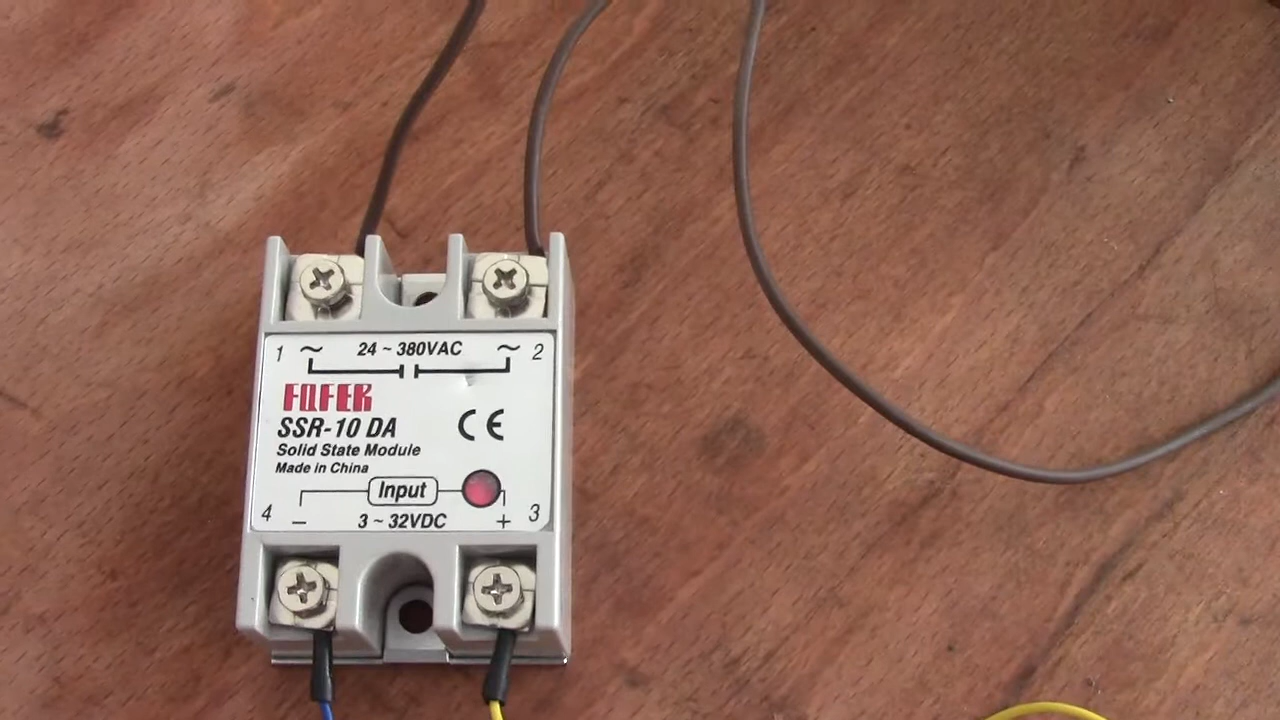 1 ~ 24 ~ 380VAC ~ 2
FQFER
SSR-10 DA
CE
Solid State Module
Made in China
Input
4 − 3 ~ 32VDC + 3